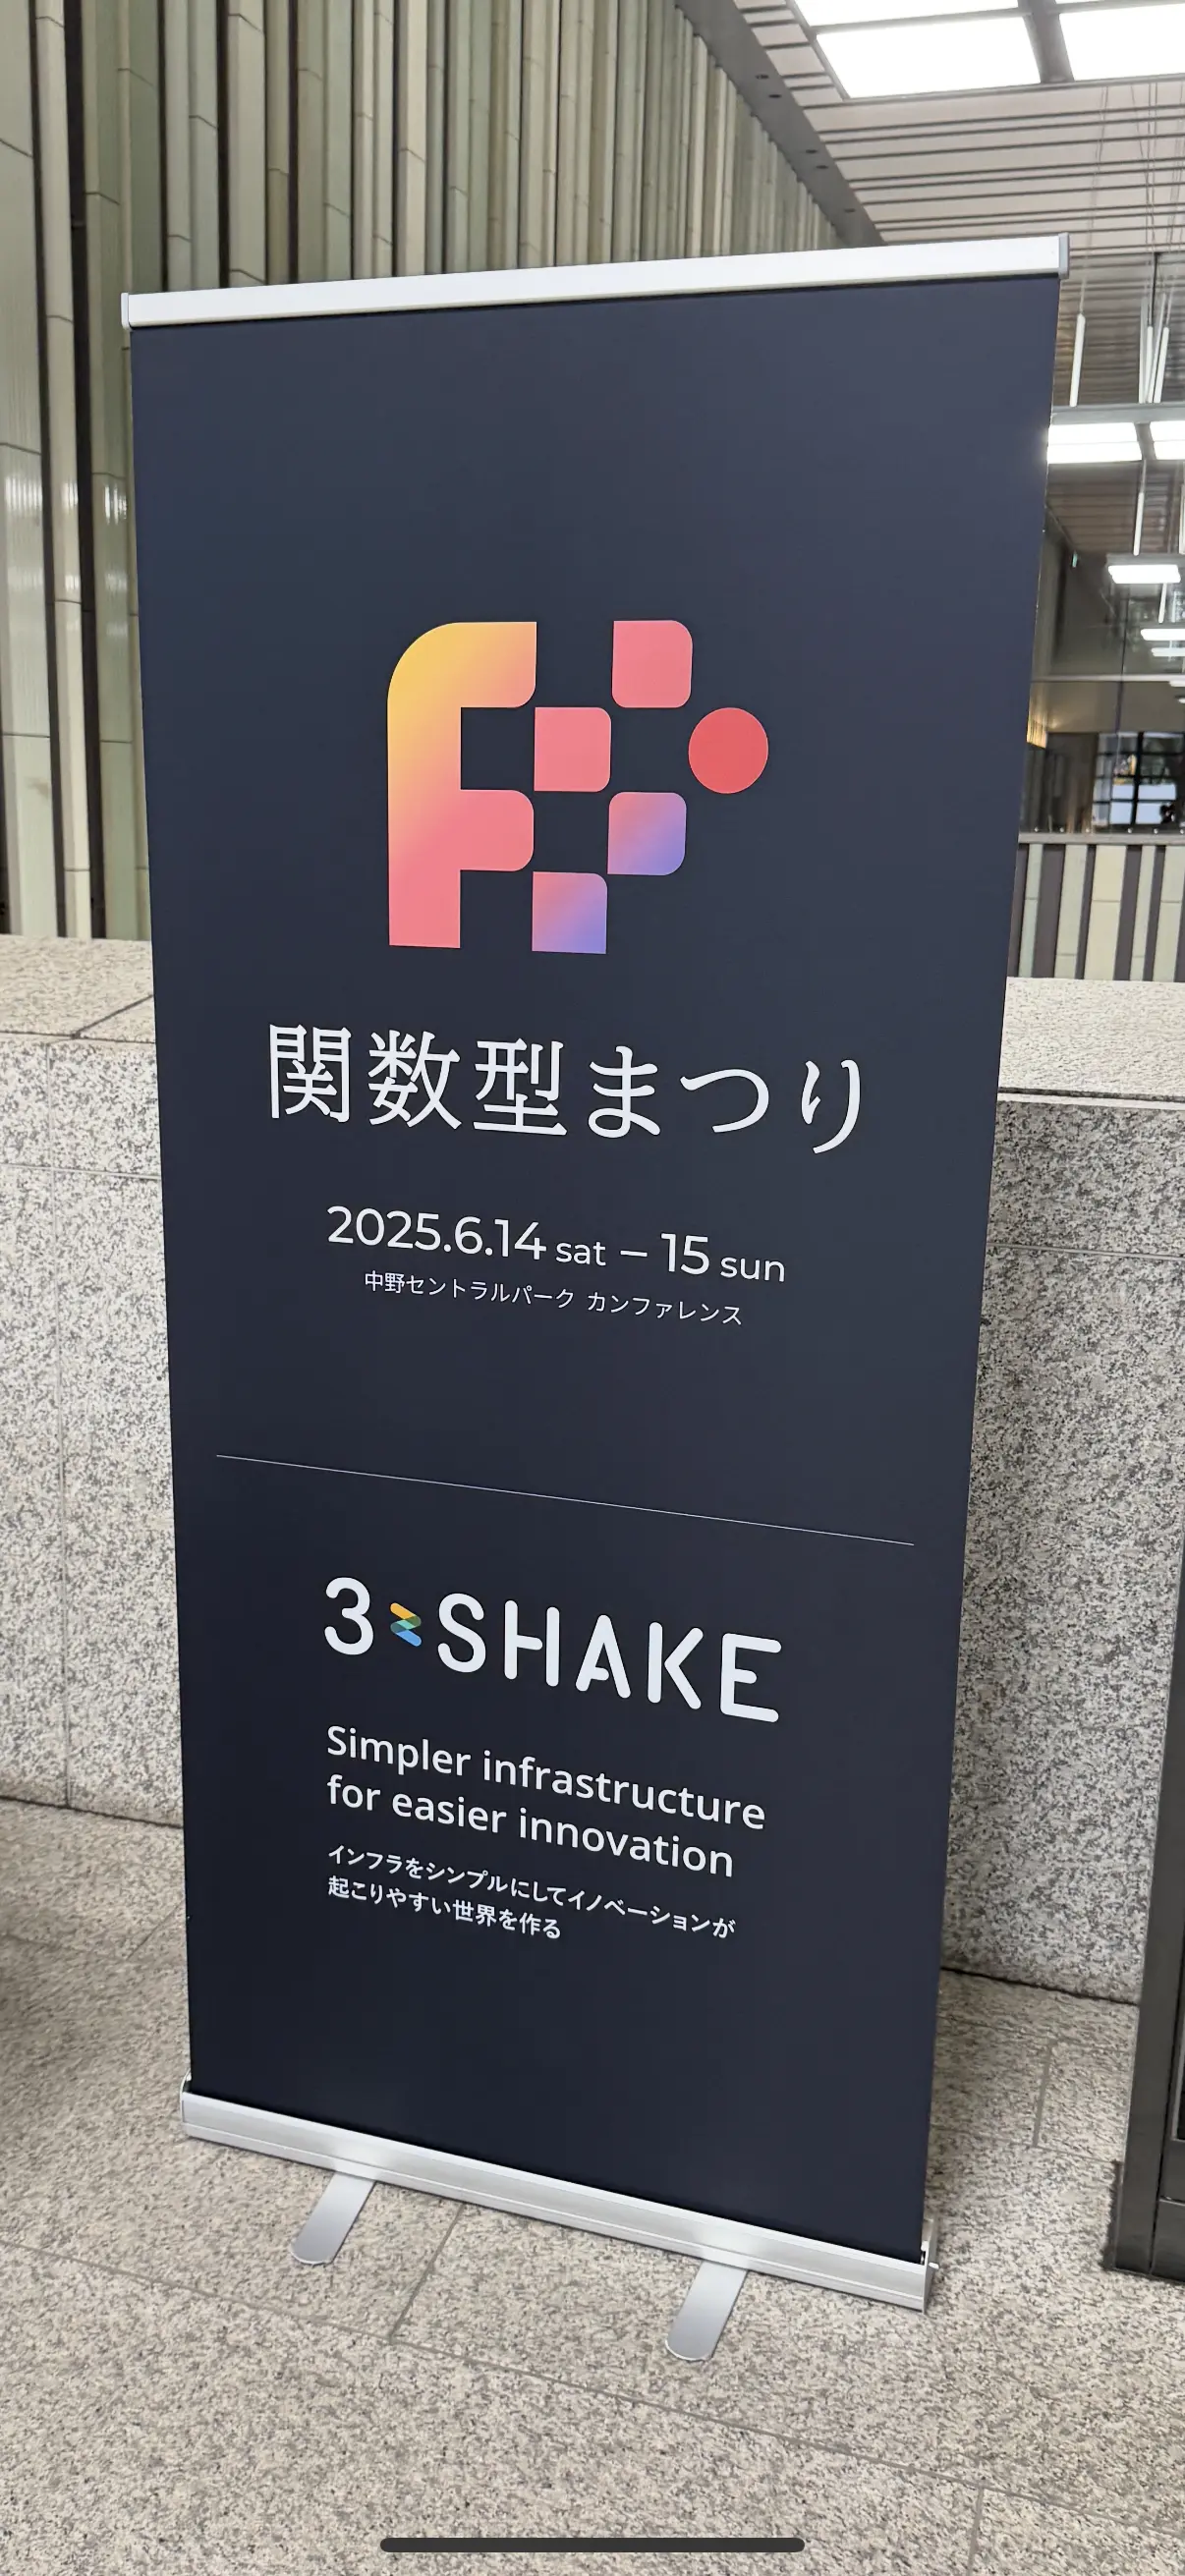 関数型まつり
2025.6.14 sat – 15 sun
中野セントラルパーク カンファレンス
3 SHAKE
Simpler infrastructure
for easier innovation
インフラをシンプルにしてイノベーションが
起こりやすい世界を作る